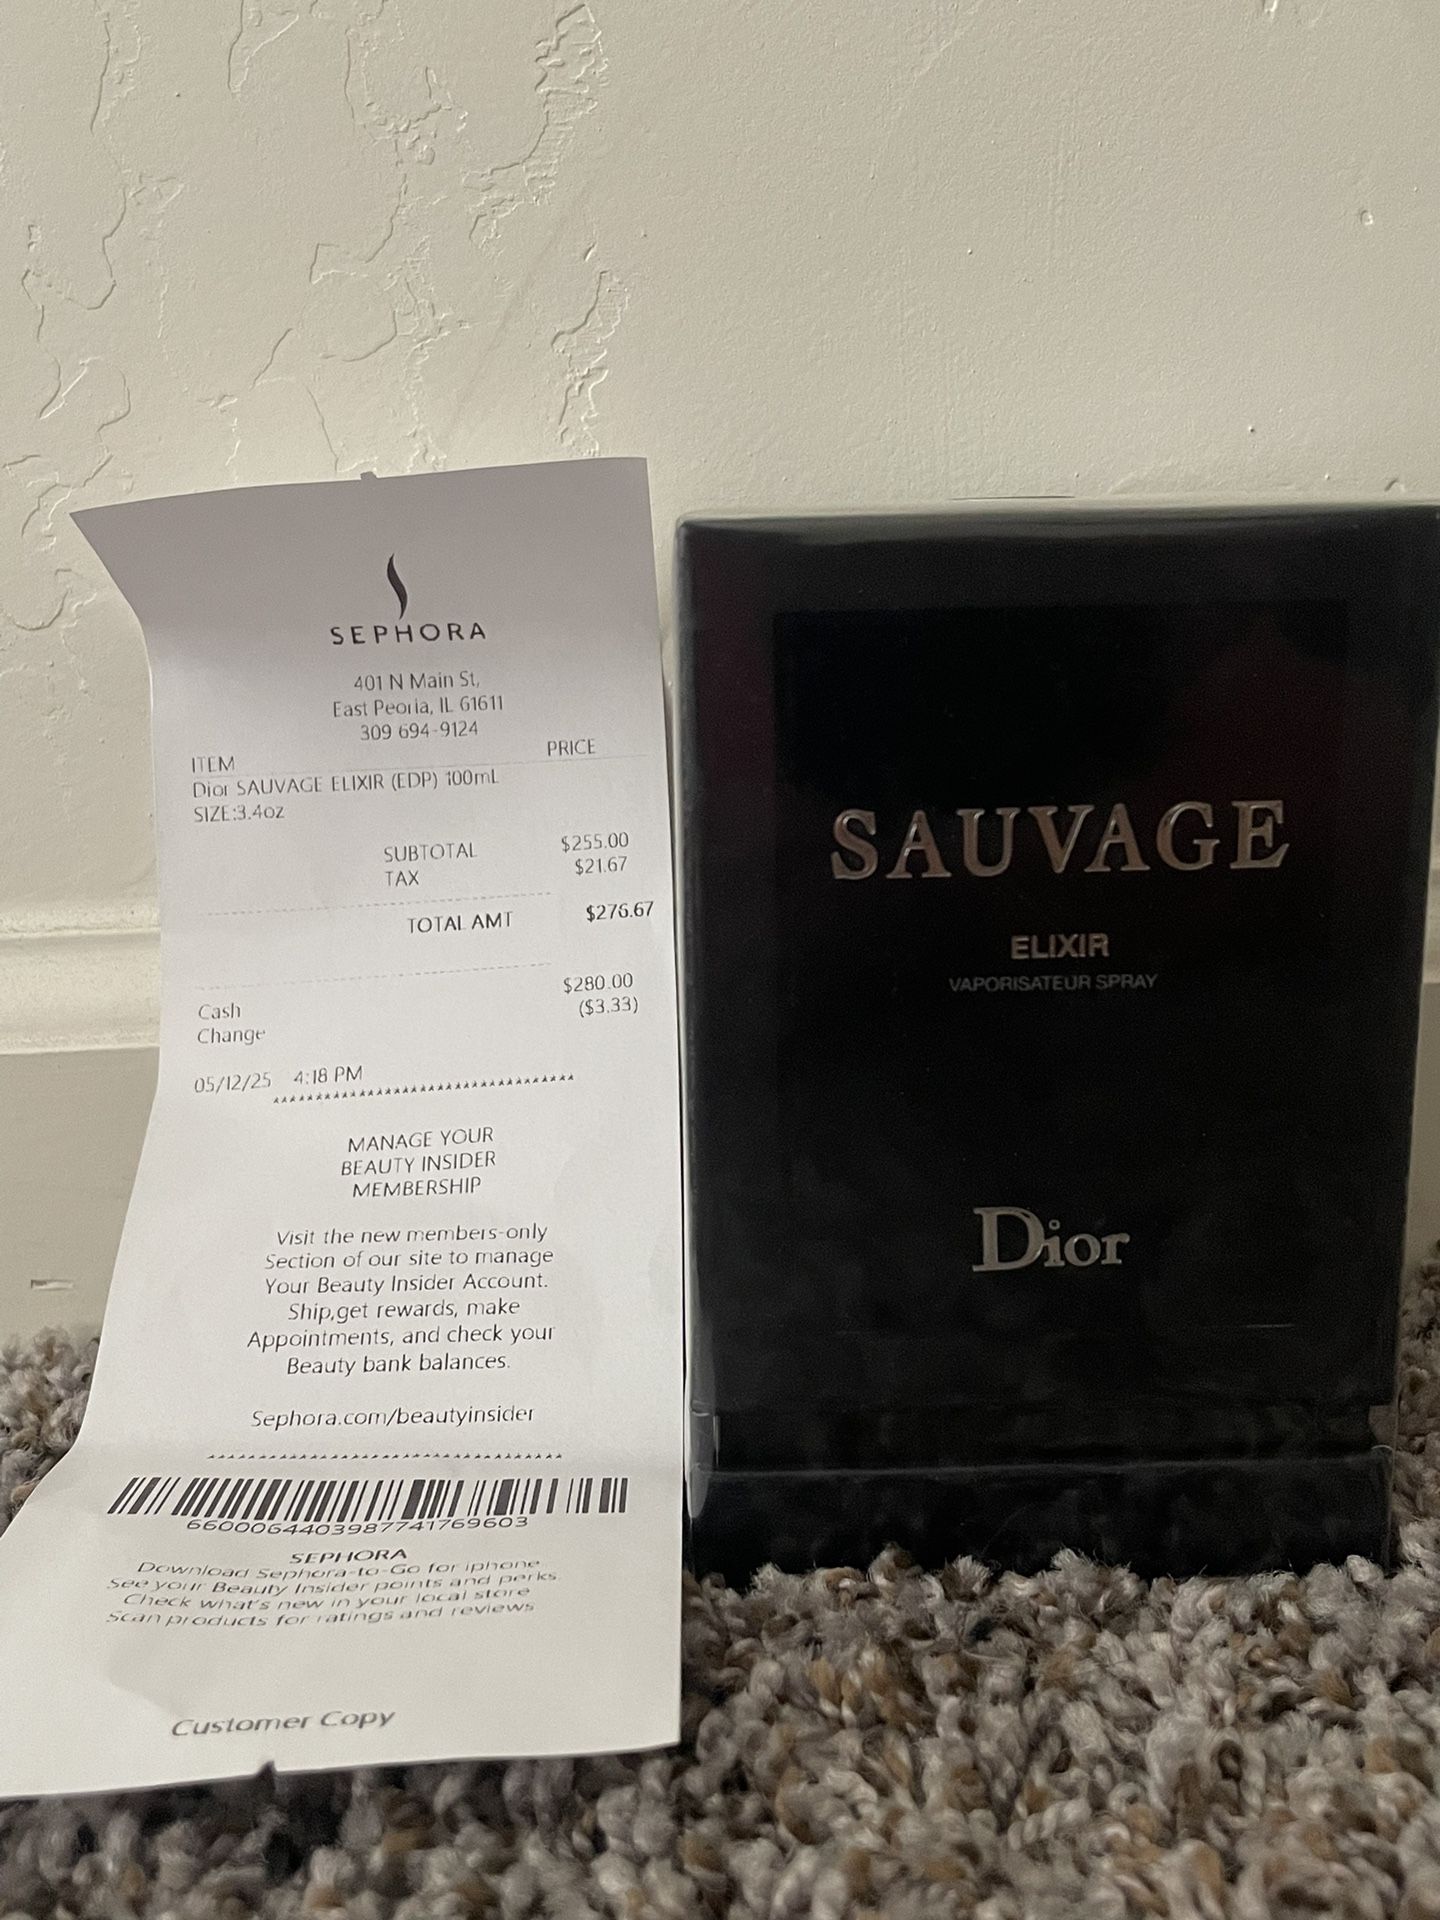 SEPHORA
401 N Main St,
East Peoria, IL 61611
309 694-9124
ITEM PRICE
Dior SAUVAGE ELIXIR (EDP) 100mL
SIZE:3.4oz
SUBTOTAL $255.00
TAX $21.67
TOTAL AMT $276.67
Cash $280.00
Change ($3.33)
05/12/25 4:18 PM
************************************
MANAGE YOUR
BEAUTY INSIDER
MEMBERSHIP
Visit the new members-only
Section of our site to manage
Your Beauty Insider Account.
Ship,get rewards, make
Appointments, and check your
Beauty bank balances.
Sephora.com/beautyinsider
************************************
6600064403987741769603
SEPHORA
Download Sephora-to-Go for iphone
See your Beauty Insider points and perks
Check what's new in your local store
Scan products for ratings and reviews
Customer Copy
SAUVAGE
ELIXIR
VAPORISATEUR SPRAY
Dior